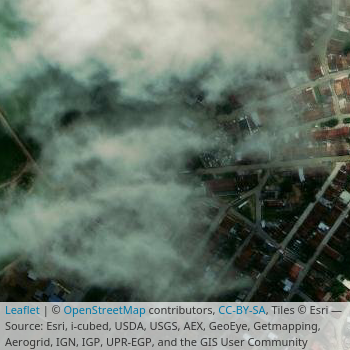 Leaflet | © OpenStreetMap contributors, CC-BY-SA, Tiles © Esri —
Source: Esri, i-cubed, USDA, USGS, AEX, GeoEye, Getmapping,
Aerogrid, IGN, IGP, UPR-EGP, and the GIS User Community